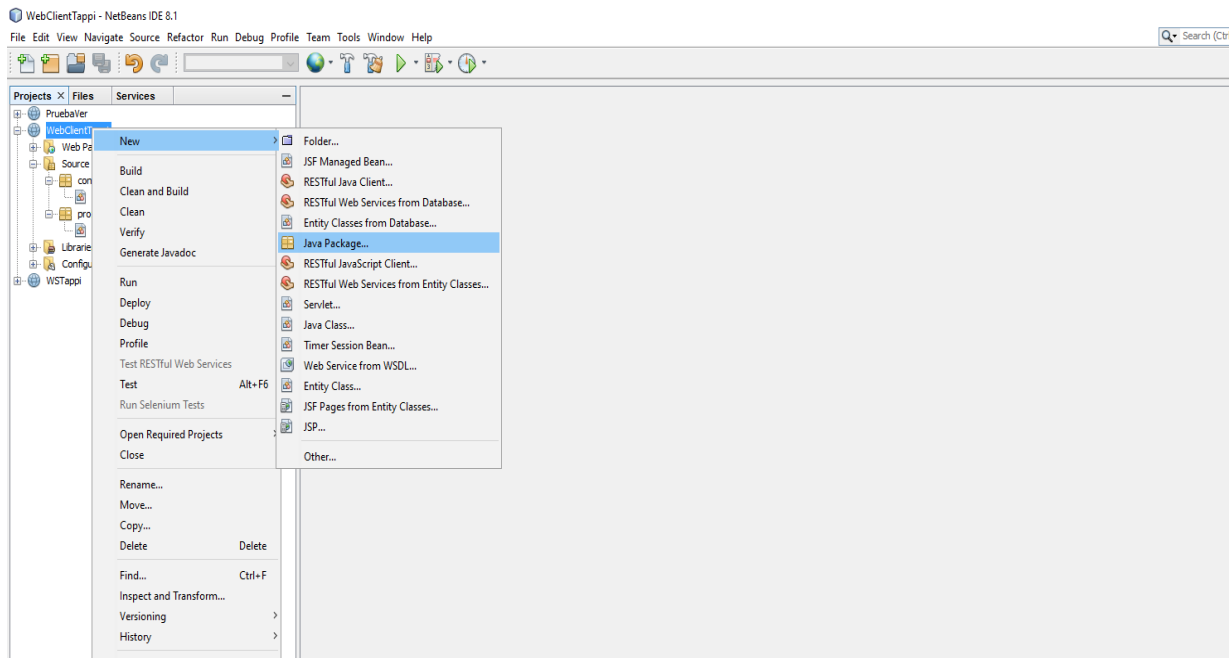 WebClientTappi - NetBeans IDE 8.1
File Edit View Navigate Source Refactor Run Debug Profile Team Tools Window Help
Search (Ctr
Projects × Files Services
PruebaVer
WebClientT
Web Pa
Source
con
pro
Librarie
Configu
WSTappi
New
Build
Clean and Build
Clean
Verify
Generate Javadoc
Run
Deploy
Debug
Profile
Test RESTful Web Services
Test Alt+F6
Run Selenium Tests
Open Required Projects
Close
Rename...
Move...
Copy...
Delete Delete
Find... Ctrl+F
Inspect and Transform...
Versioning
History
Folder...
JSF Managed Bean...
RESTful Java Client...
RESTful Web Services from Database...
Entity Classes from Database...
Java Package...
RESTful JavaScript Client...
RESTful Web Services from Entity Classes...
Servlet...
Java Class...
Timer Session Bean...
Web Service from WSDL...
Entity Class...
JSF Pages from Entity Classes...
JSP...
Other...